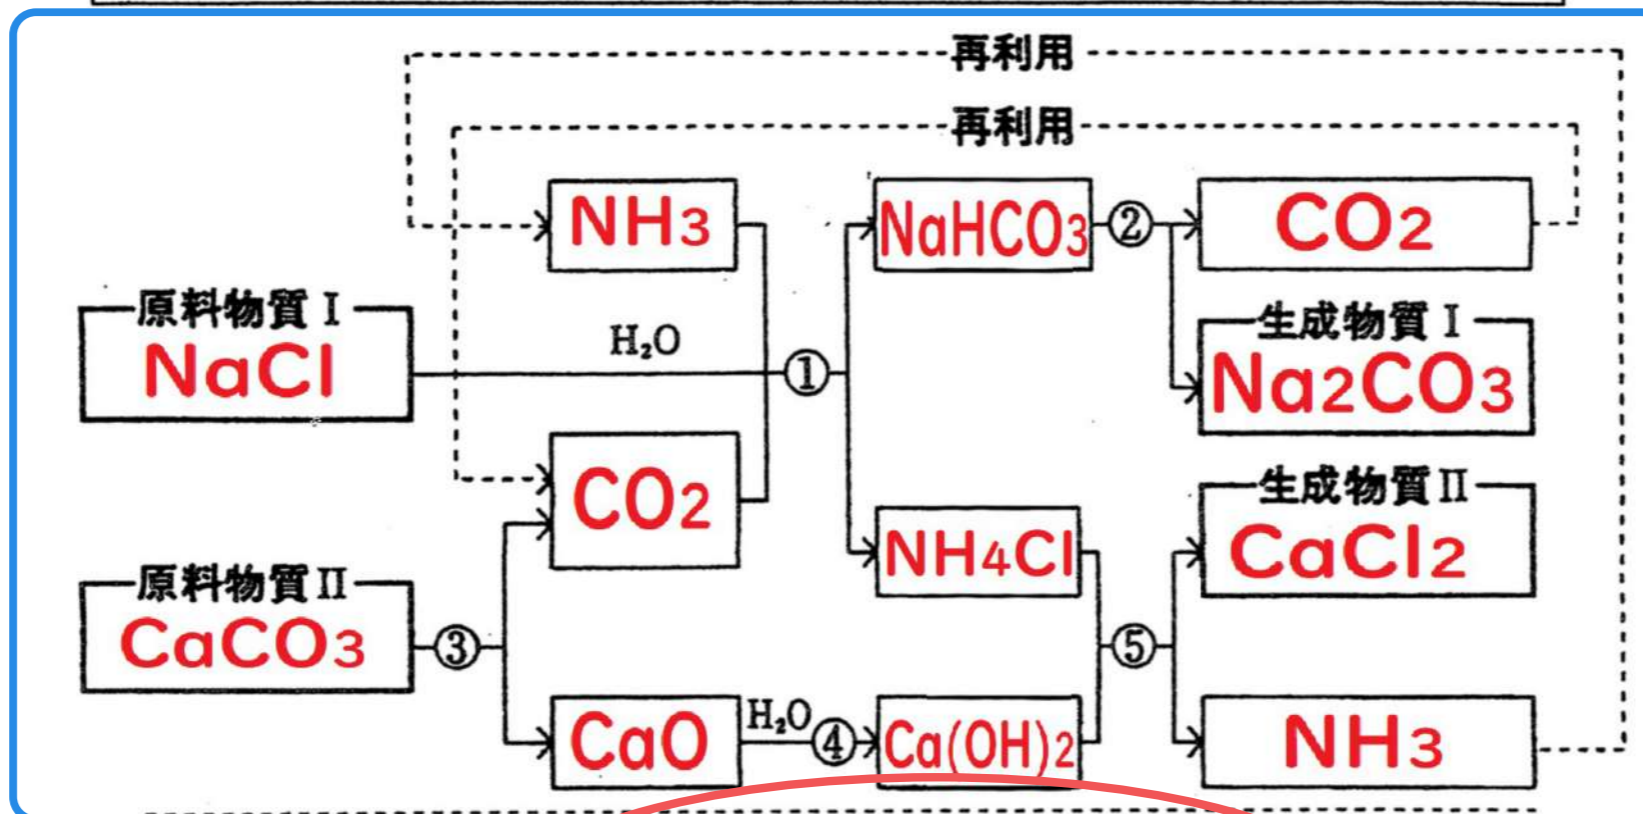 再利用
再利用
NH3
NaHCO3
②
CO2
原料物質Ⅰ
NaCl
H₂O
①
生成物質Ⅰ
Na2CO3
CO2
NH4Cl
生成物質Ⅱ
CaCl2
原料物質Ⅱ
CaCO3
③
⑤
CaO
H₂O
④
Ca(OH)2
NH3